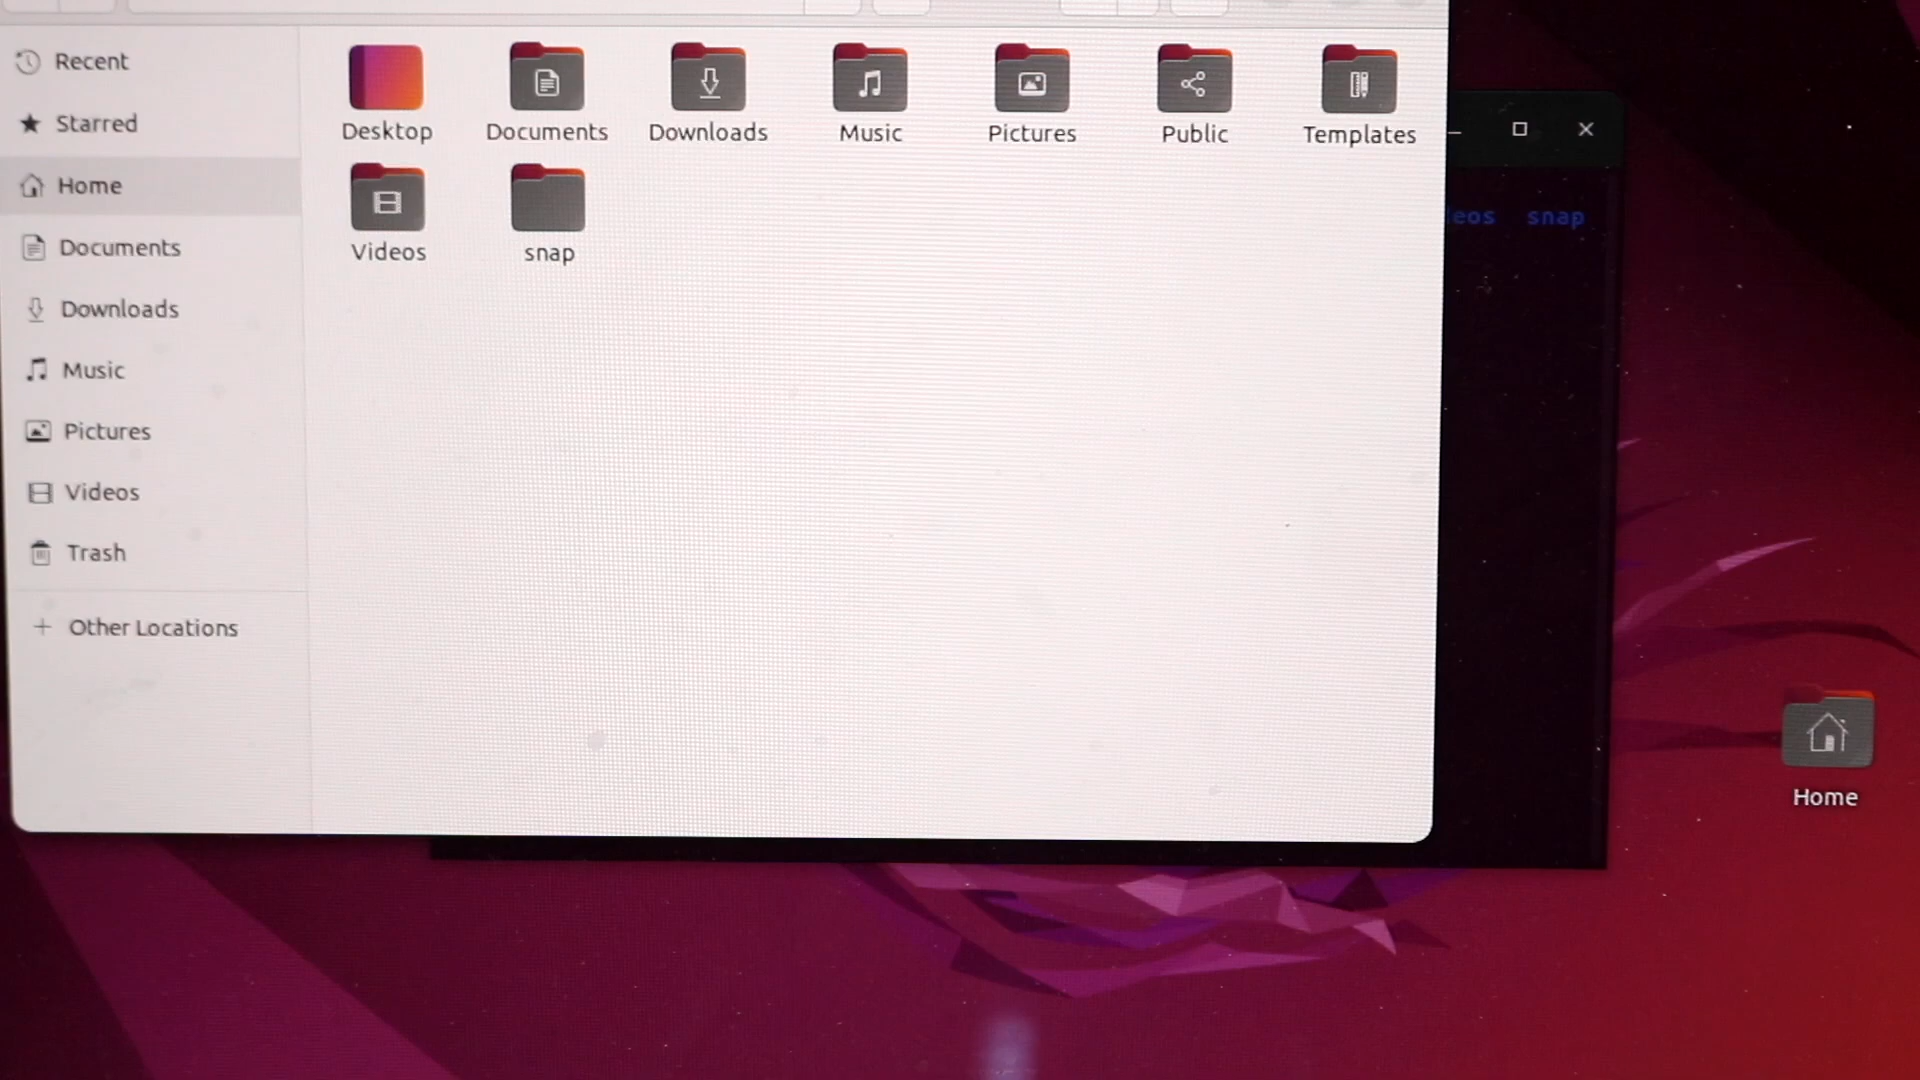 Recent
Starred
Home
Documents
Downloads
Music
Pictures
Videos
Trash
Other Locations
Desktop Documents Downloads Music Pictures Public Templates
Videos snap
eos snap
Home